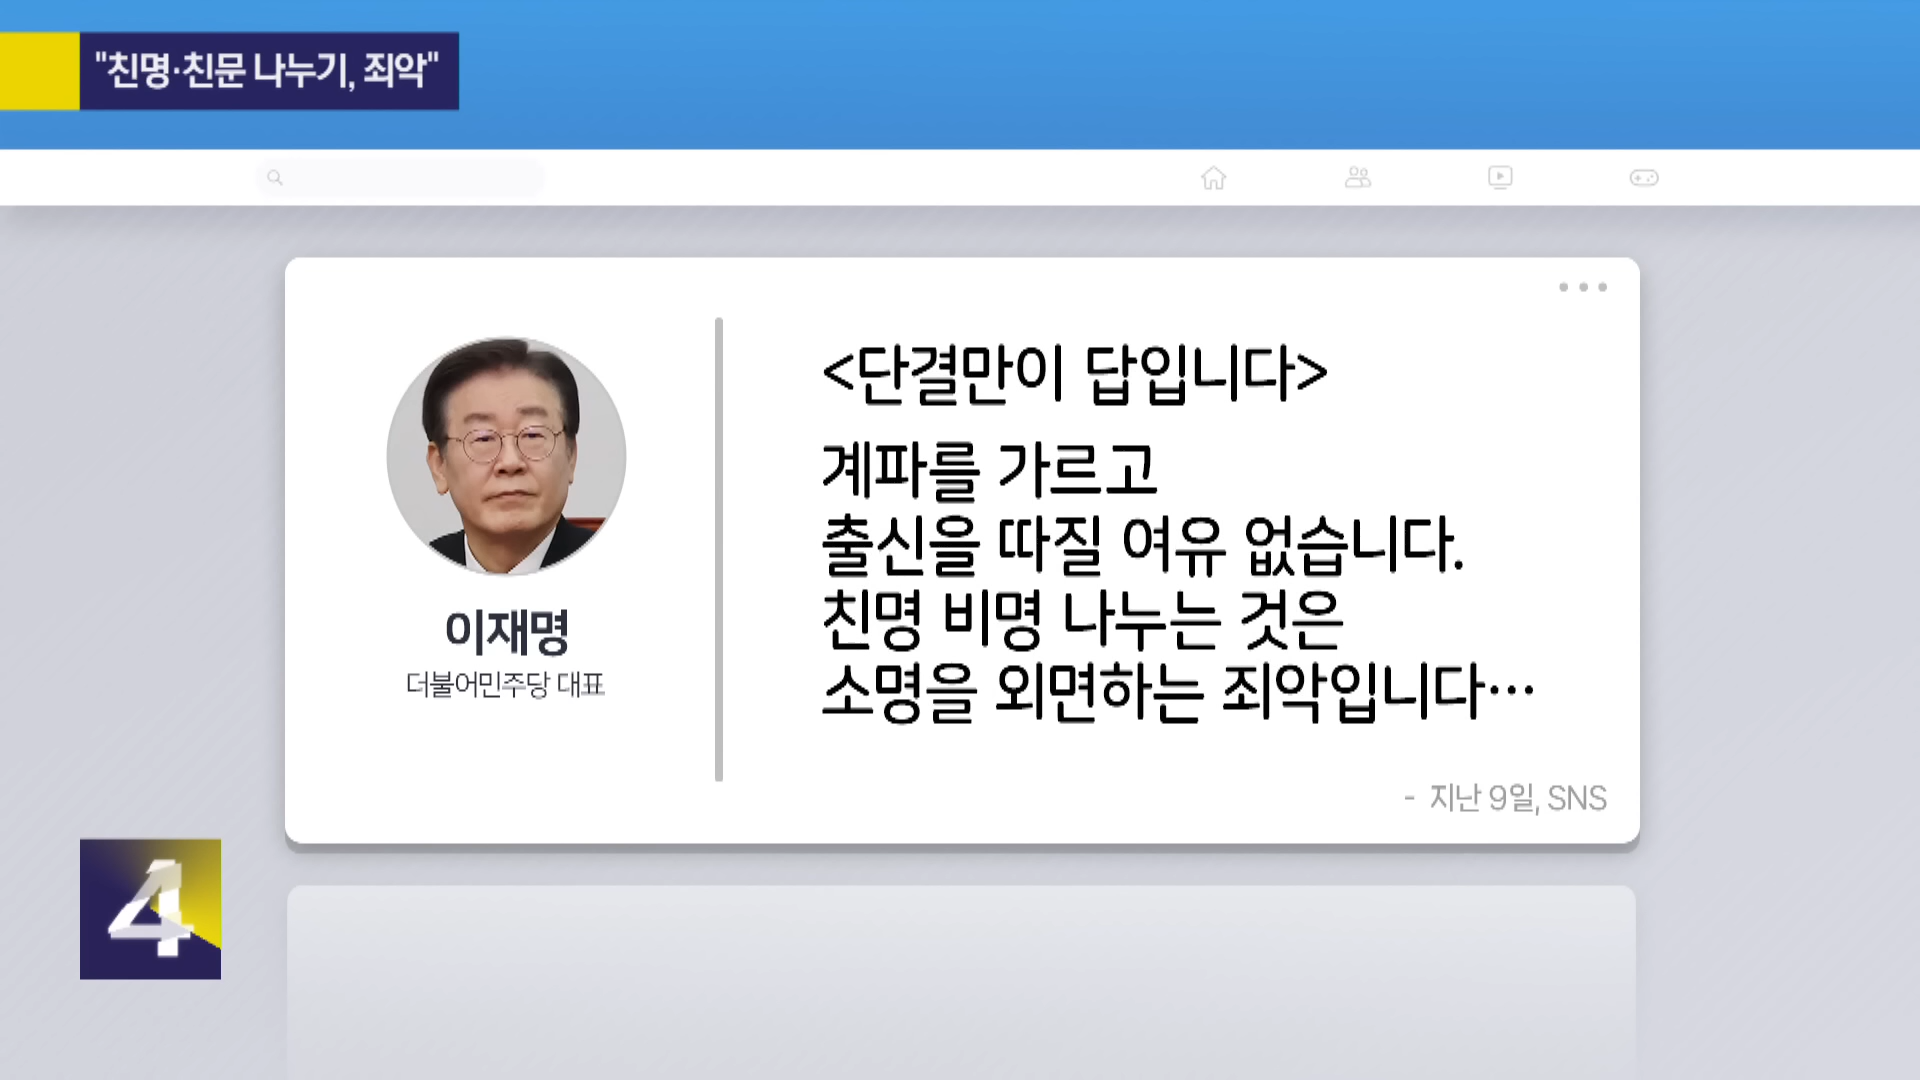 "친명·친문 나누기, 죄악"
<단결만이 답입니다>
계파를 가르고
출신을 따질 여유 없습니다.
친명 비명 나누는 것은
소명을 외면하는 죄악입니다…
이재명
더불어민주당 대표
- 지난 9일, SNS
4